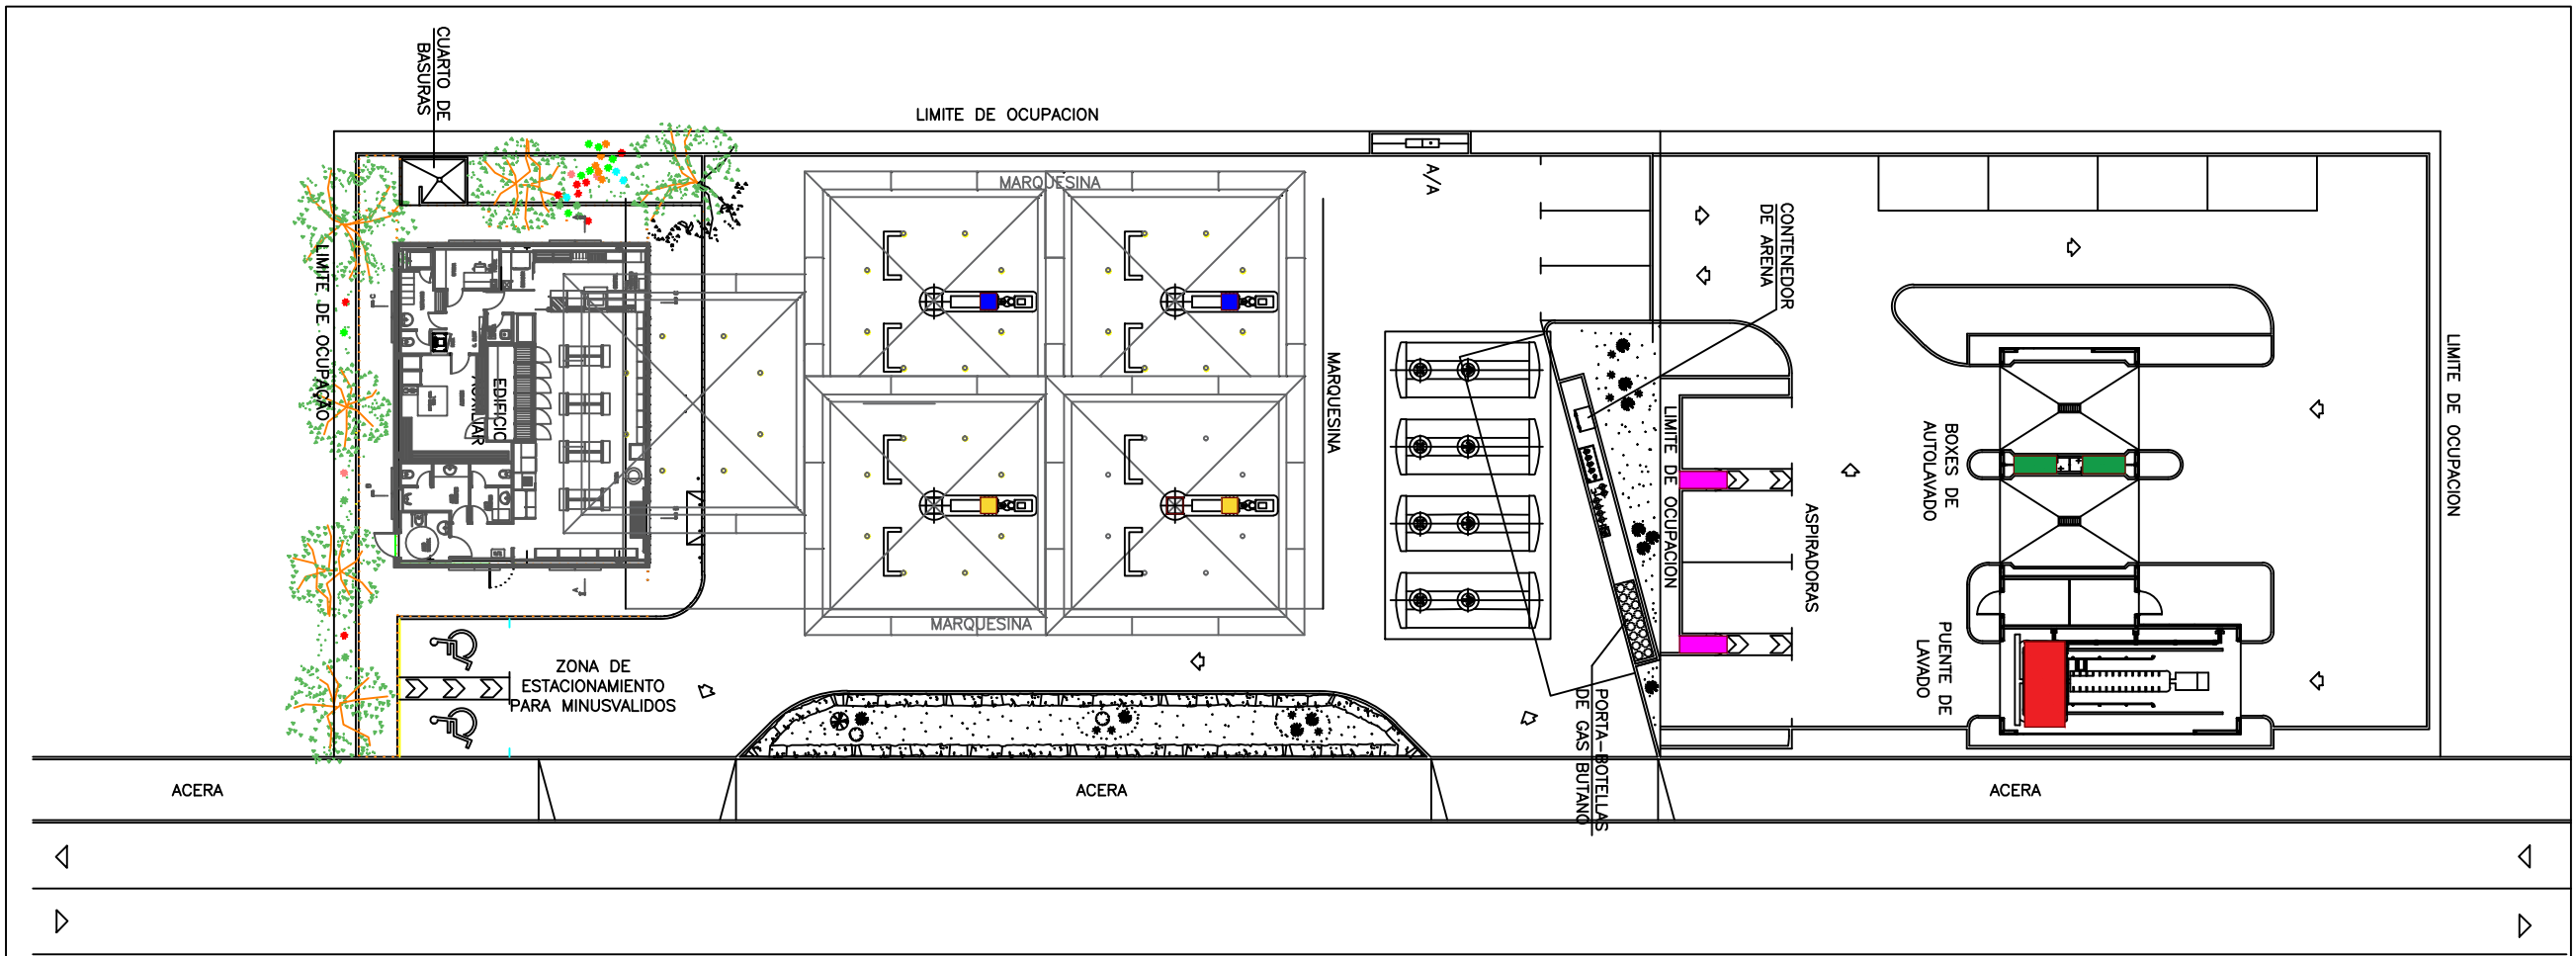 CUARTO DE
BASURAS
LIMITE DE OCUPACION
MARQUESINA
A/A
CONTENEDOR
DE ARENA
LIMITE DE OCUPAÇÃO
EDIFICIO
AUXILIAR
MARQUESINA
LIMITE DE OCUPACION
BOXES DE
AUTOLAVADO
LIMITE DE OCUPACION
ASPIRADORAS
MARQUESINA
PUENTE DE
LAVADO
ZONA DE
ESTACIONAMIENTO
PARA MINUSVALIDOS
PORTA-BOTELLAS
DE GAS BUTANO
ACERA
ACERA
ACERA